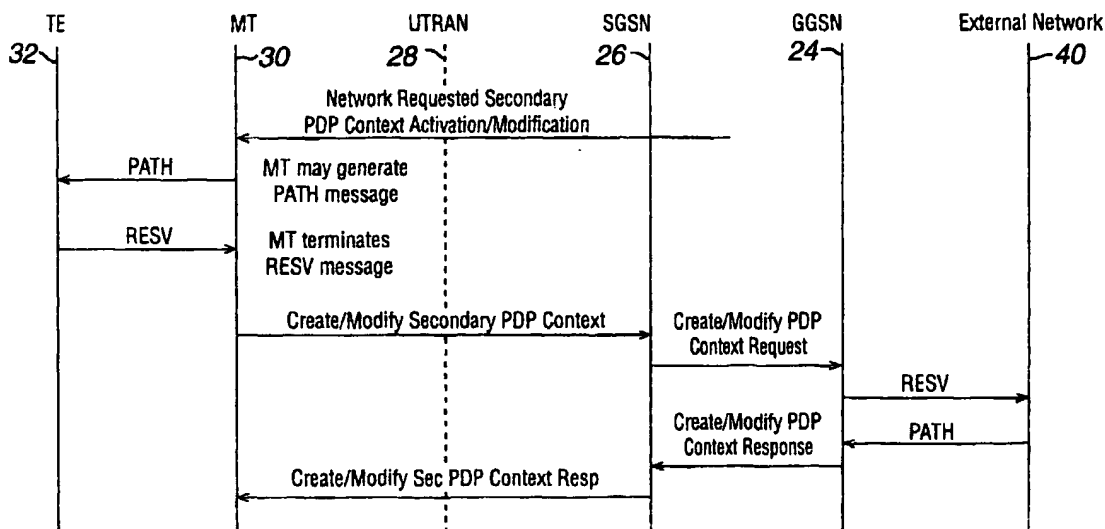 TE MT UTRAN SGSN GGSN External Network
32 30 28 26 24 40
Network Requested Secondary
PDP Context Activation/Modification
PATH
MT may generate
PATH message
RESV
MT terminates
RESV message
Create/Modify Secondary PDP Context
Create/Modify PDP
Context Request
RESV
Create/Modify PDP
Context Response
PATH
Create/Modify Sec PDP Context Resp